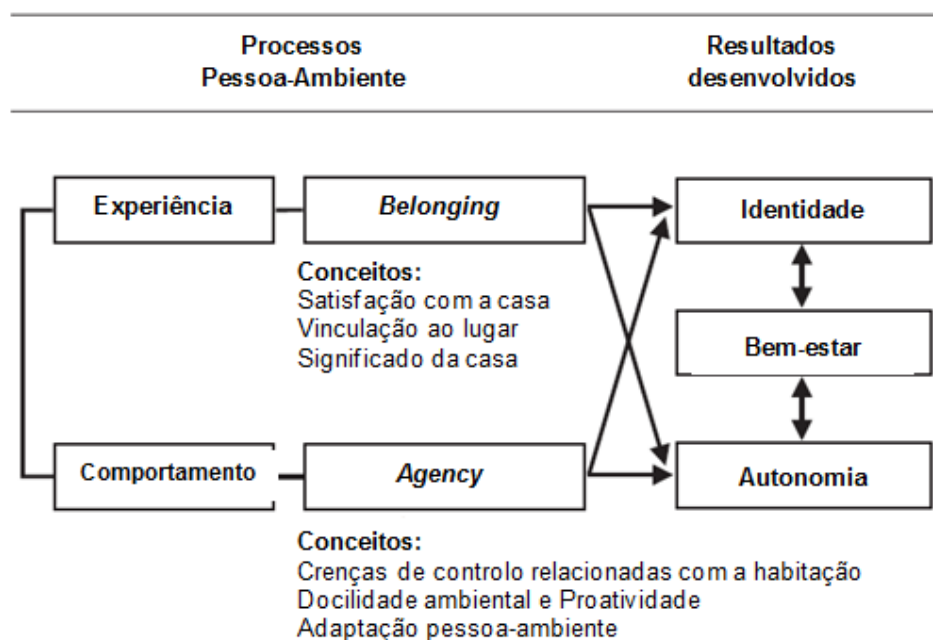 Processos
Pessoa-Ambiente
Resultados
desenvolvidos
Experiência
Belonging
Identidade
Conceitos:
Satisfação com a casa
Vinculação ao lugar
Significado da casa
Bem-estar
Comportamento
Agency
Autonomia
Conceitos:
Crenças de controlo relacionadas com a habitação
Docilidade ambiental e Proatividade
Adaptação pessoa-ambiente